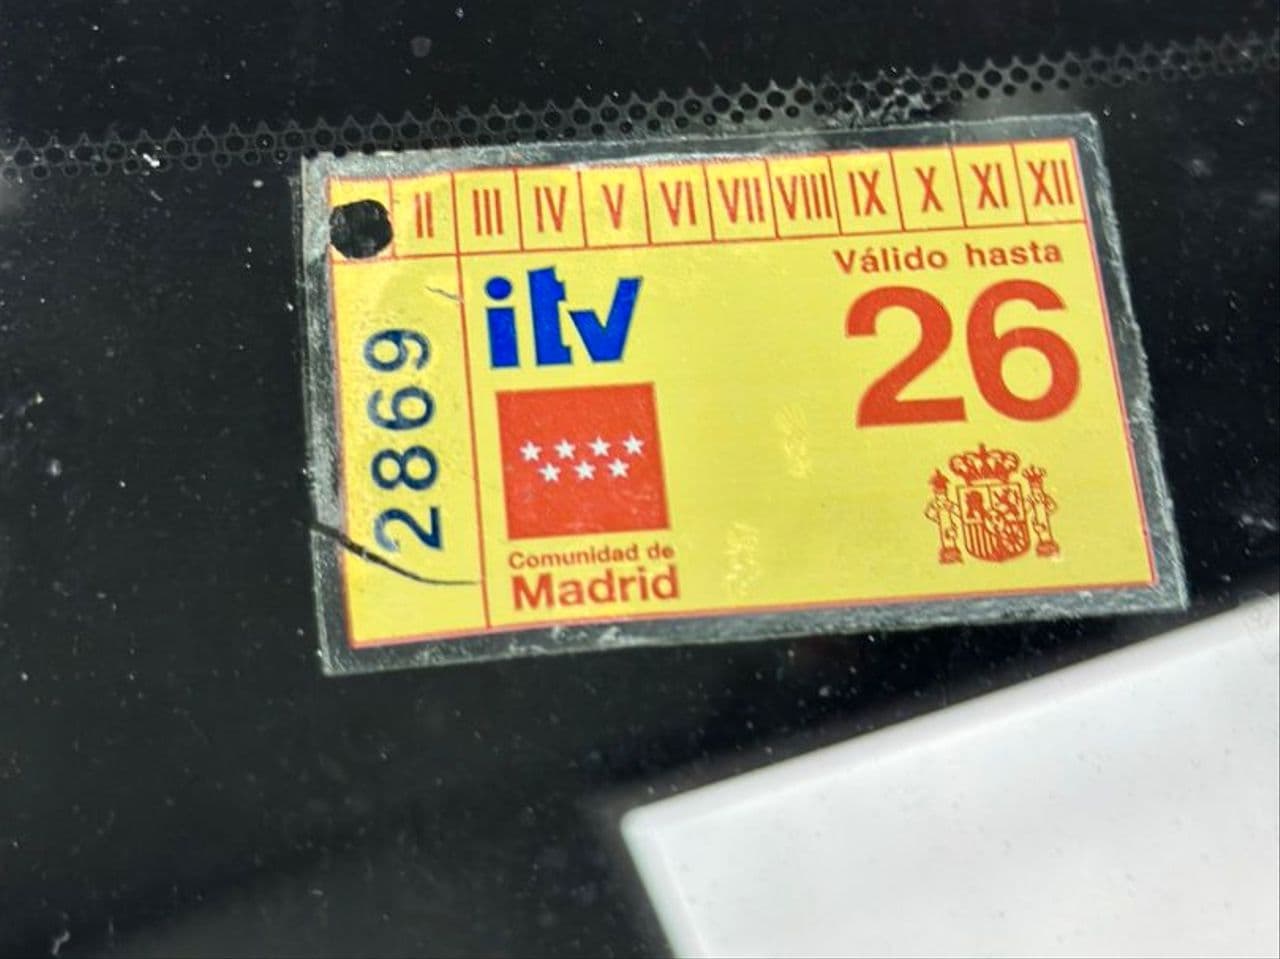 II III IV V VI VII VIII IX X XI XII
Válido hasta
26
itv
2869
Comunidad de
Madrid